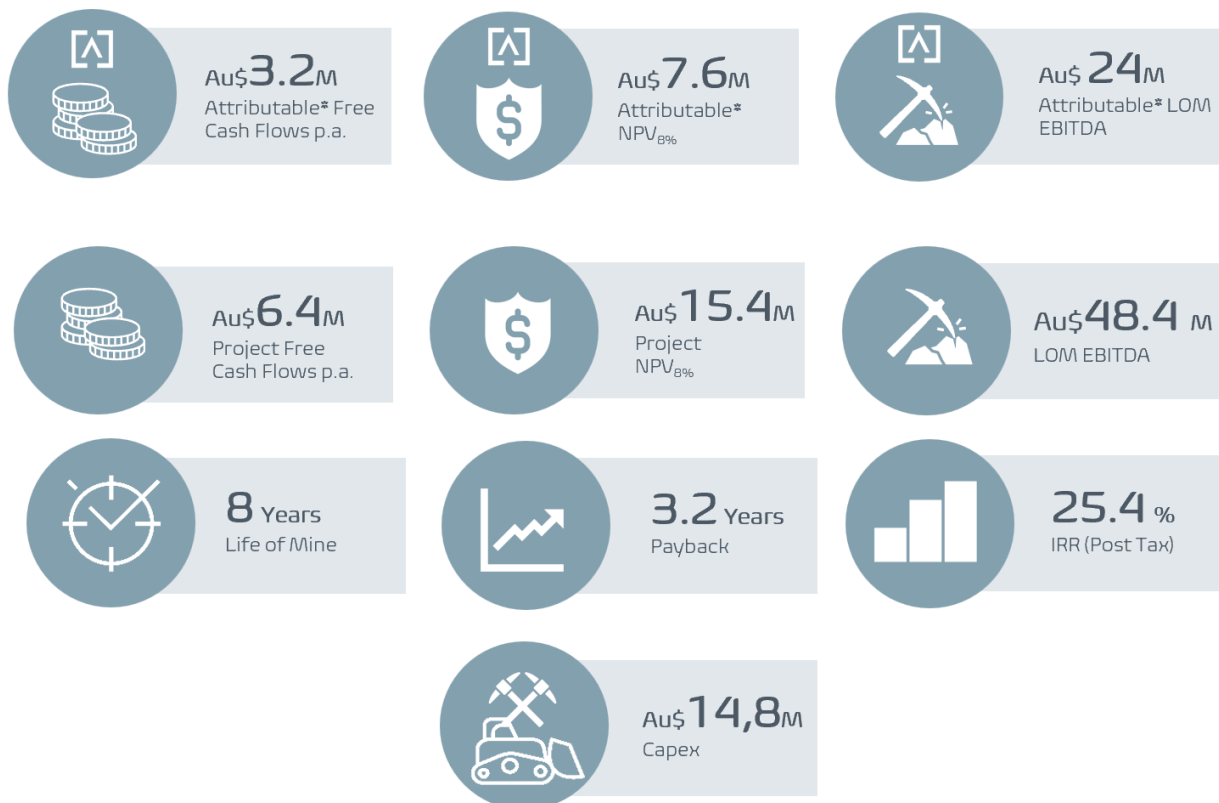 Au$3.2M
Attributable* Free
Cash Flows p.a.
Au$7.6M
Attributable*
NPV8%
Au$ 24M
Attributable* LOM
EBITDA
Au$6.4M
Project Free
Cash Flows p.a.
Au$15.4M
Project
NPV8%
Au$48.4 M
LOM EBITDA
8 Years
Life of Mine
3.2 Years
Payback
25.4 %
IRR (Post Tax)
Au$14,8M
Capex